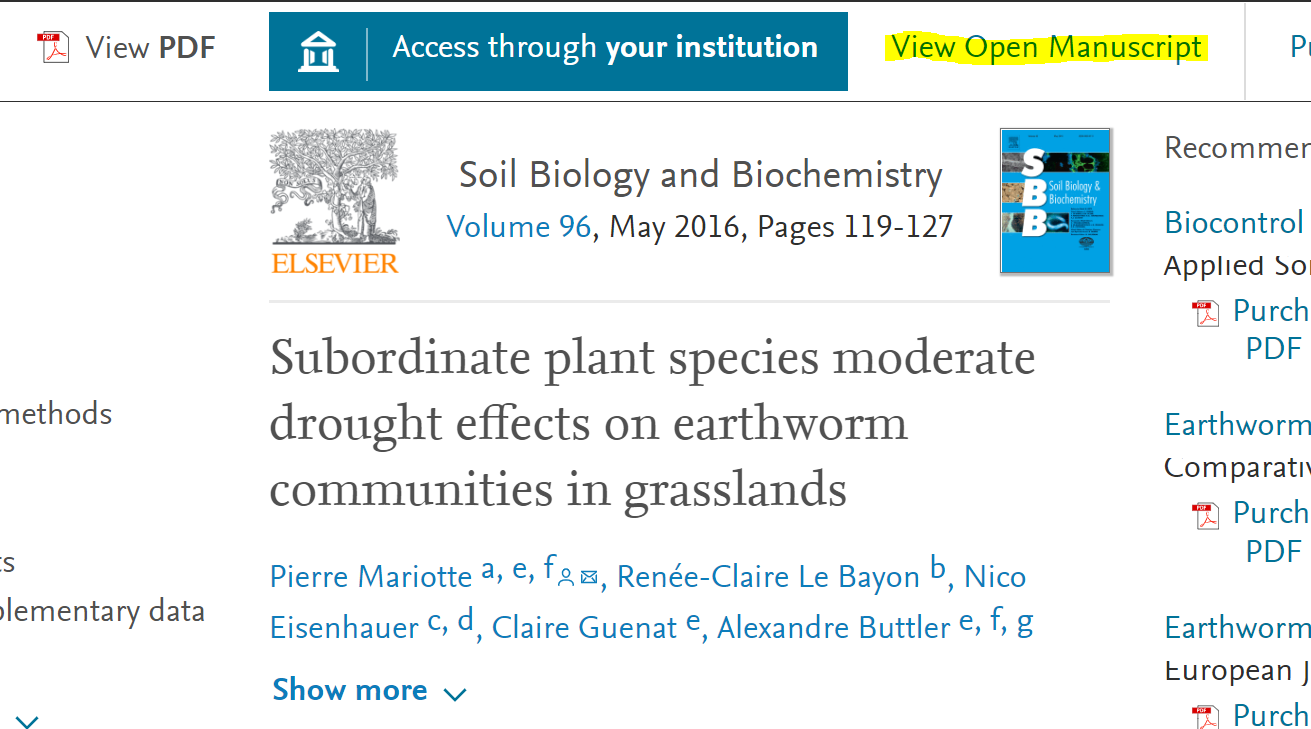 View PDF
Access through your institution
View Open Manuscript
ELSEVIER
Soil Biology and Biochemistry
Volume 96, May 2016, Pages 119-127
S
B
B
Soil Biology &
Biochemistry
Subordinate plant species moderate
drought effects on earthworm
communities in grasslands
Pierre Mariotte a, e, f, Renée-Claire Le Bayon b, Nico
Eisenhauer c, d, Claire Guenat e, Alexandre Buttler e, f, g
Show more
methods
ts
plementary data
Recommen
Biocontrol
Applied So
PDF
Purch
PDF
Earthworm
Comparativ
PDF
Purch
PDF
Earthworm
European J
PDF
Purch